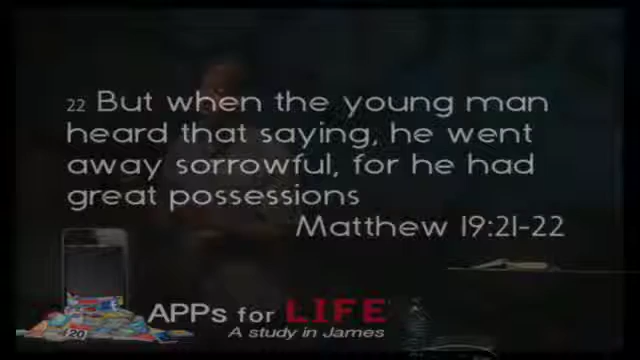 22 But when the young man
heard that saying, he went
away sorrowful, for he had
great possessions
Matthew 19:21-22
APPs for LIFE
A study in James
20